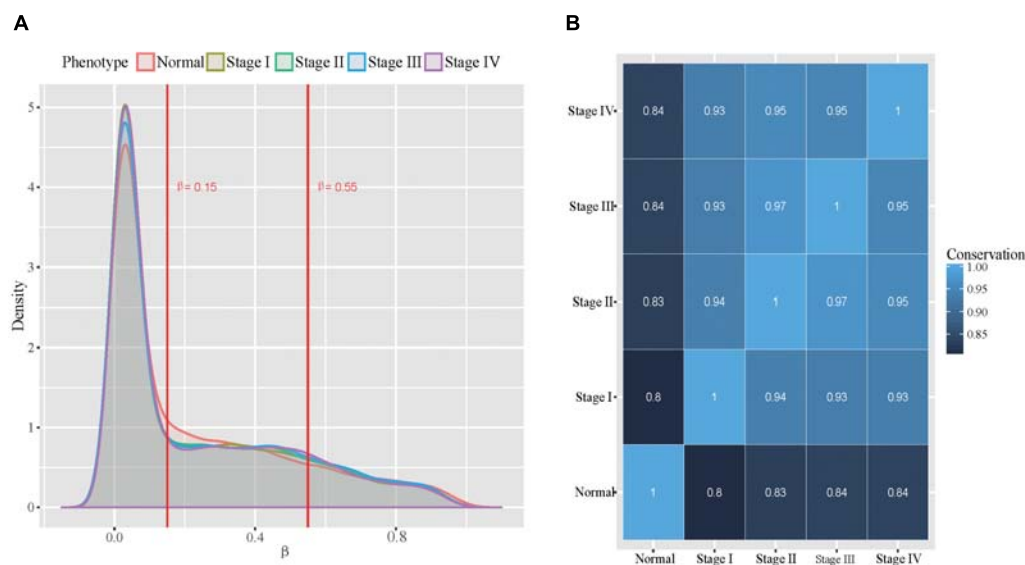 A
Phenotype Normal Stage I Stage II Stage III Stage IV
5
4
3
2
1
0
Density
β = 0.15
β = 0.55
0.0 0.4 0.8
β
B
Stage IV 0.84 0.93 0.95 0.95 1
Stage III 0.84 0.93 0.97 1 0.95
Stage II 0.83 0.94 1 0.97 0.95
Stage I 0.8 1 0.94 0.93 0.93
Normal 1 0.8 0.83 0.84 0.84
Normal Stage I Stage II Stage III Stage IV
Conservation
1.00
0.95
0.90
0.85